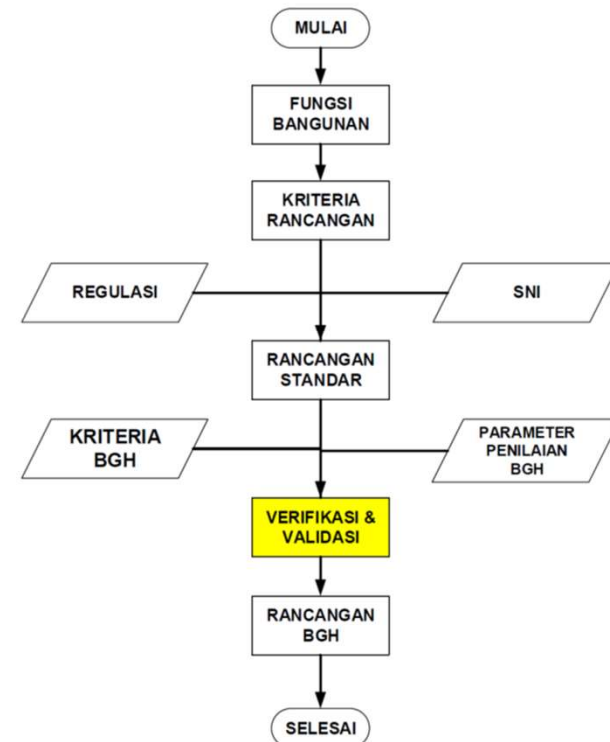 MULAI
FUNGSI
BANGUNAN
KRITERIA
RANCANGAN
REGULASI
SNI
RANCANGAN
STANDAR
KRITERIA
BGH
PARAMETER
PENILAIAN
BGH
VERIFIKASI &
VALIDASI
RANCANGAN
BGH
SELESAI